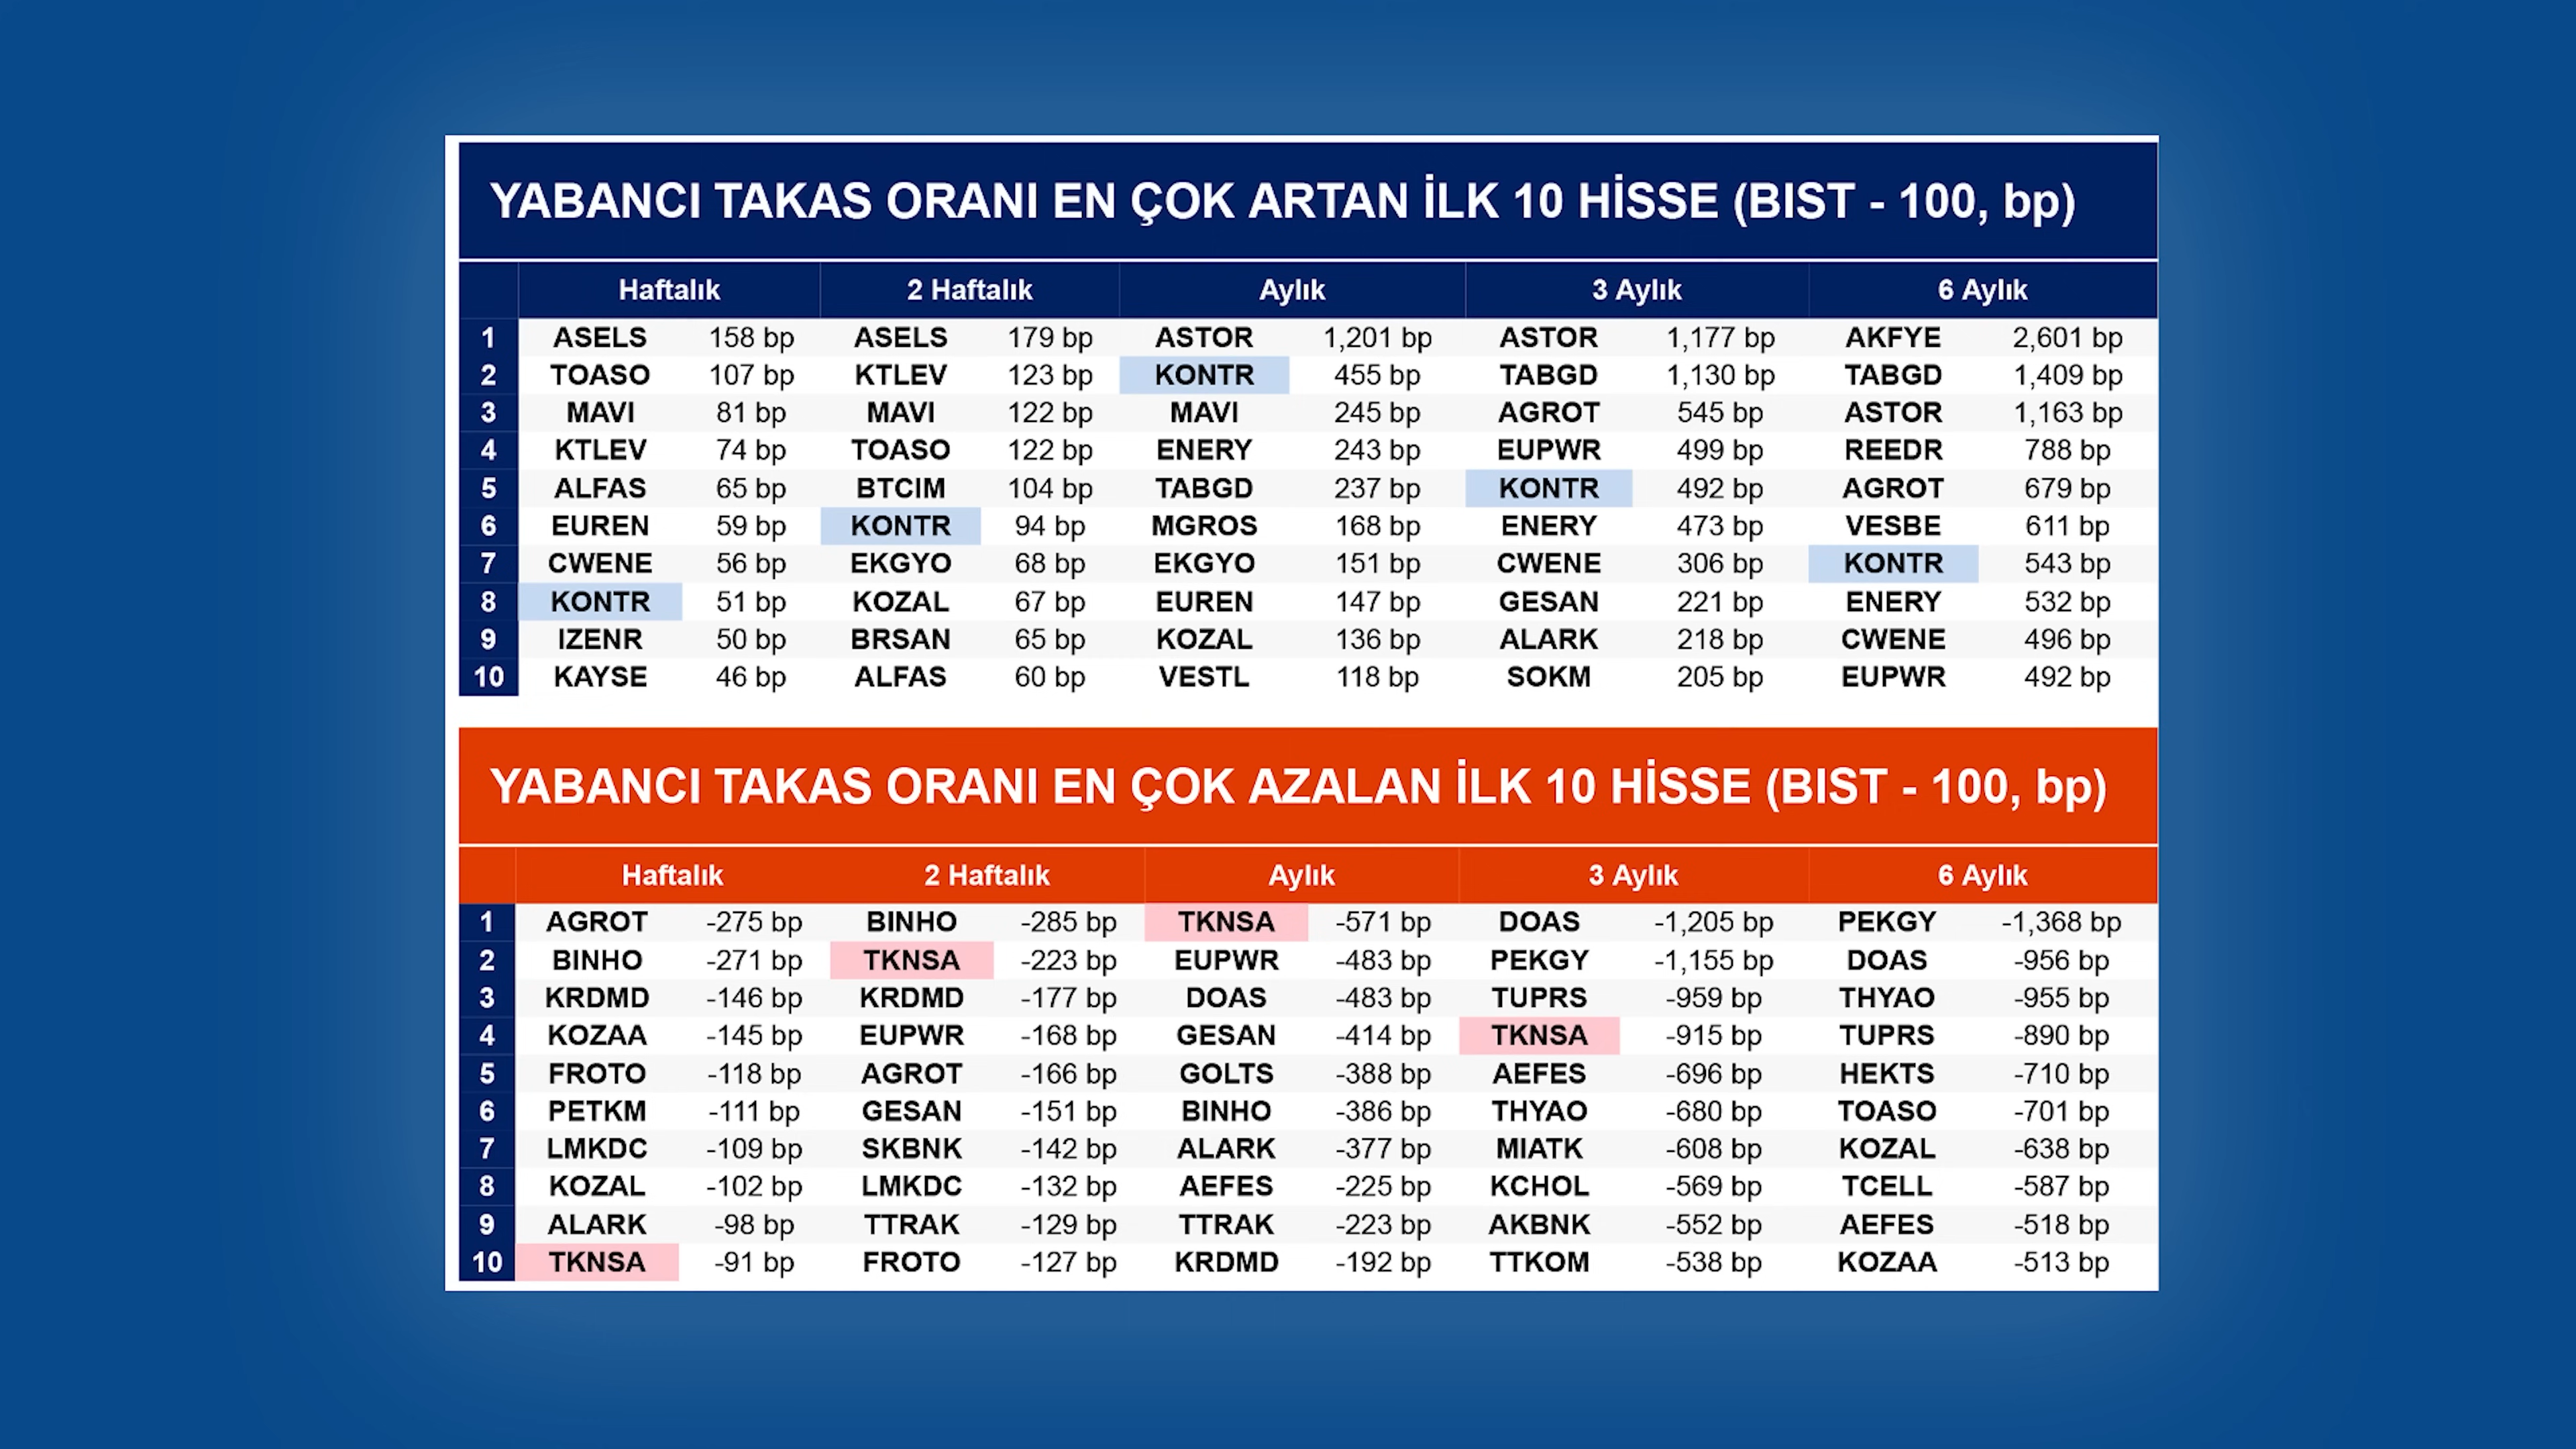 YABANCI TAKAS ORANI EN ÇOK ARTAN İLK 10 HİSSE (BIST - 100, bp)
Haftalık 2 Haftalık Aylık 3 Aylık 6 Aylık
1 ASELS 158 bp ASELS 179 bp ASTOR 1,201 bp ASTOR 1,177 bp AKFYE 2,601 bp
2 TOASO 107 bp KTLEV 123 bp KONTR 455 bp TABGD 1,130 bp TABGD 1,409 bp
3 MAVI 81 bp MAVI 122 bp MAVI 245 bp AGROT 545 bp ASTOR 1,163 bp
4 KTLEV 74 bp TOASO 122 bp ENERY 243 bp EUPWR 499 bp REEDR 788 bp
5 ALFAS 65 bp BTCIM 104 bp TABGD 237 bp KONTR 492 bp AGROT 679 bp
6 EUREN 59 bp KONTR 94 bp MGROS 168 bp ENERY 473 bp VESBE 611 bp
7 CWENE 56 bp EKGYO 68 bp EKGYO 151 bp CWENE 306 bp KONTR 543 bp
8 KONTR 51 bp KOZAL 67 bp EUREN 147 bp GESAN 221 bp ENERY 532 bp
9 IZENR 50 bp BRSAN 65 bp KOZAL 136 bp ALARK 218 bp CWENE 496 bp
10 KAYSE 46 bp ALFAS 60 bp VESTL 118 bp SOKM 205 bp EUPWR 492 bp
YABANCI TAKAS ORANI EN ÇOK AZALAN İLK 10 HİSSE (BIST - 100, bp)
Haftalık 2 Haftalık Aylık 3 Aylık 6 Aylık
1 AGROT -275 bp BINHO -285 bp TKNSA -571 bp DOAS -1,205 bp PEKGY -1,368 bp
2 BINHO -271 bp TKNSA -223 bp EUPWR -483 bp PEKGY -1,155 bp DOAS -956 bp
3 KRDMD -146 bp KRDMD -177 bp DOAS -483 bp TUPRS -959 bp THYAO -955 bp
4 KOZAA -145 bp EUPWR -168 bp GESAN -414 bp TKNSA -915 bp TUPRS -890 bp
5 FROTO -118 bp AGROT -166 bp GOLTS -388 bp AEFES -696 bp HEKTS -710 bp
6 PETKM -111 bp GESAN -151 bp BINHO -386 bp THYAO -680 bp TOASO -701 bp
7 LMKDC -109 bp SKBNK -142 bp ALARK -377 bp MIATK -608 bp KOZAL -638 bp
8 KOZAL -102 bp LMKDC -132 bp AEFES -225 bp KCHOL -569 bp TCELL -587 bp
9 ALARK -98 bp TTRAK -129 bp TTRAK -223 bp AKBNK -552 bp AEFES -518 bp
10 TKNSA -91 bp FROTO -127 bp KRDMD -192 bp TTKOM -538 bp KOZAA -513 bp